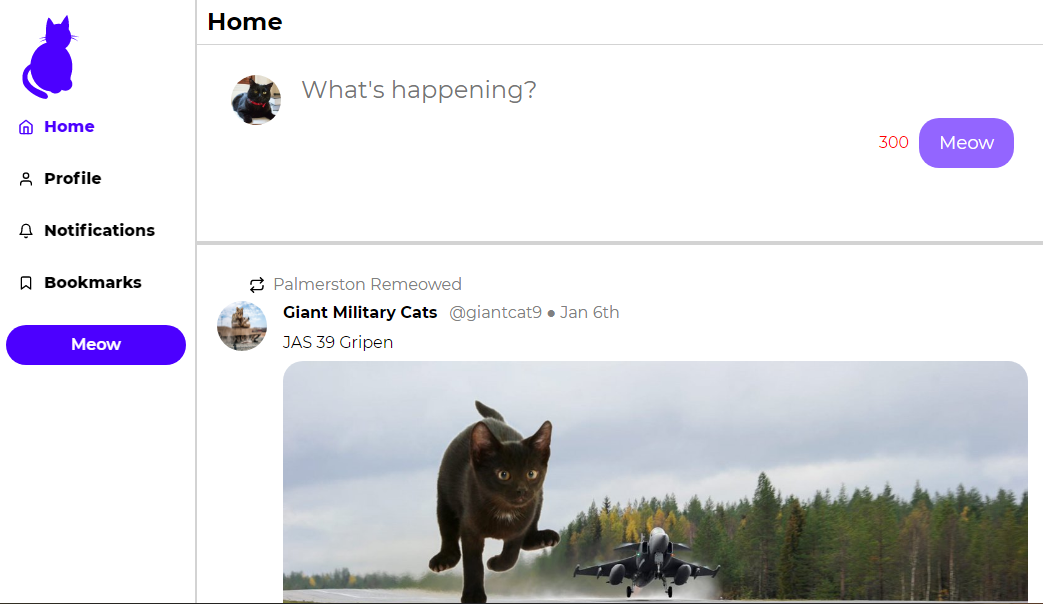 Home
What's happening?
300
Meow
Home
Profile
Notifications
Bookmarks
Meow
Palmerston Remeowed
Giant Military Cats @giantcat9 ● Jan 6th
JAS 39 Gripen